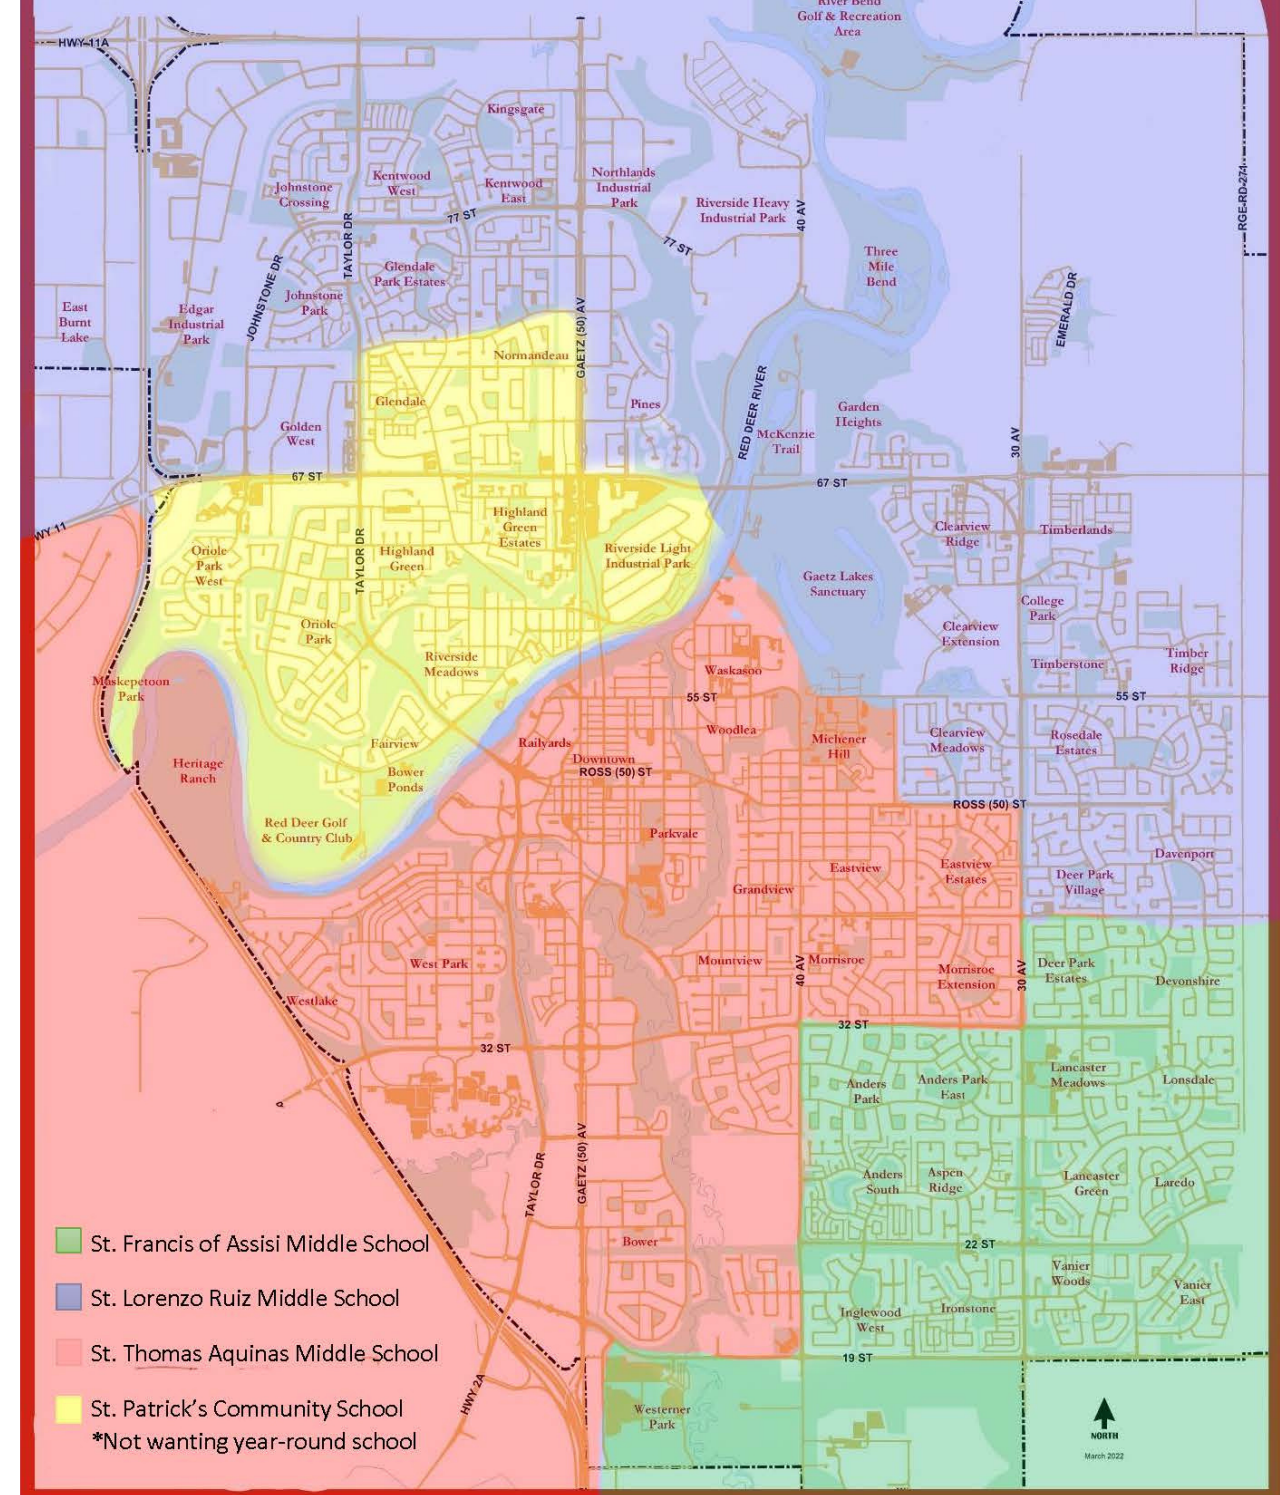 River Bend
Golf & Recreation
Area
HWY 11A
Kingsgate
Johnstone
Crossing
Kentwood
West
Kentwood
East
Northlands
Industrial
Park
Riverside Heavy
Industrial Park
40 AV
RGE-RD-274
77 ST
77 ST
TAYLOR DR
JOHNSTONE DR
Glendale
Park Estates
Three
Mile
Bend
Johnstone
Park
East
Burnt
Lake
Edgar
Industrial
Park
EMERALD DR
GAETZ (50) AV
Normandeau
Glendale
Pines
RED DEER RIVER
Garden
Heights
McKenzie
Trail
Golden
West
30 AV
67 ST
67 ST
WY 11
Oriole
Park
West
TAYLOR DR
Highland
Green
Highland
Green
Estates
Riverside Light
Industrial Park
Clearview
Ridge
Timberlands
Gaetz Lakes
Sanctuary
College
Park
Clearview
Extension
Oriole
Park
Riverside
Meadows
Waskasoo
Timberstone
Timber
Ridge
Maskepetoon
Park
55 ST
55 ST
Fairview
Railyards
Woodlea
Michener
Hill
Clearview
Meadows
Rosedale
Estates
Heritage
Ranch
Bower
Ponds
Downtown
ROSS (50) ST
ROSS (50) ST
Red Deer Golf
& Country Club
Parkvale
Eastview
Eastview
Estates
Deer Park
Village
Davenport
Grandview
West Park
Mountview
40 AV
Morrisroe
Morrisroe
Extension
30 AV
Deer Park
Estates
Devonshire
Westlake
32 ST
32 ST
Anders
Park
Anders Park
East
Lancaster
Meadows
Lonsdale
TAYLOR DR
GAETZ (50) AV
Anders
South
Aspen
Ridge
Lancaster
Green
Laredo
Bower
22 ST
Vanier
Woods
Vanier
East
Inglewood
West
Ironstone
19 ST
HWY 2A
Westerner
Park
NORTH
March 2022
St. Francis of Assisi Middle School
St. Lorenzo Ruiz Middle School
St. Thomas Aquinas Middle School
St. Patrick's Community School
*Not wanting year-round school